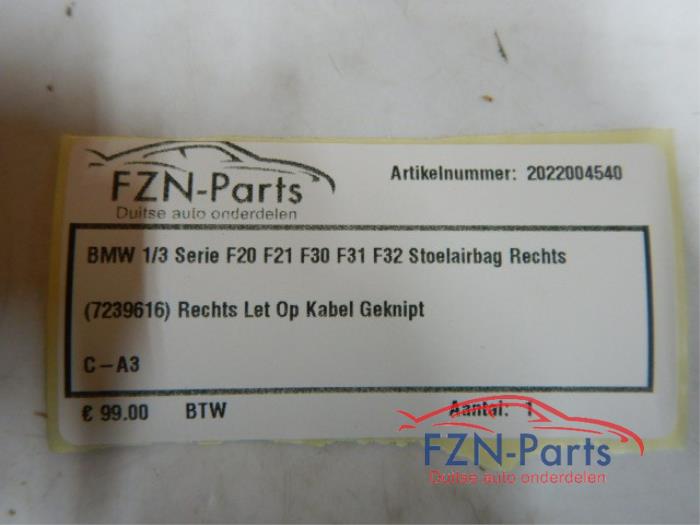 FZN-Parts
Duitse auto onderdelen
Artikelnummer: 2022004540
BMW 1/3 Serie F20 F21 F30 F31 F32 Stoelairbag Rechts
(7239616) Rechts Let Op Kabel Geknipt
C-A3
€ 99.00 BTW Aantal: 1
FZN-Parts
Duitse auto onderdelen